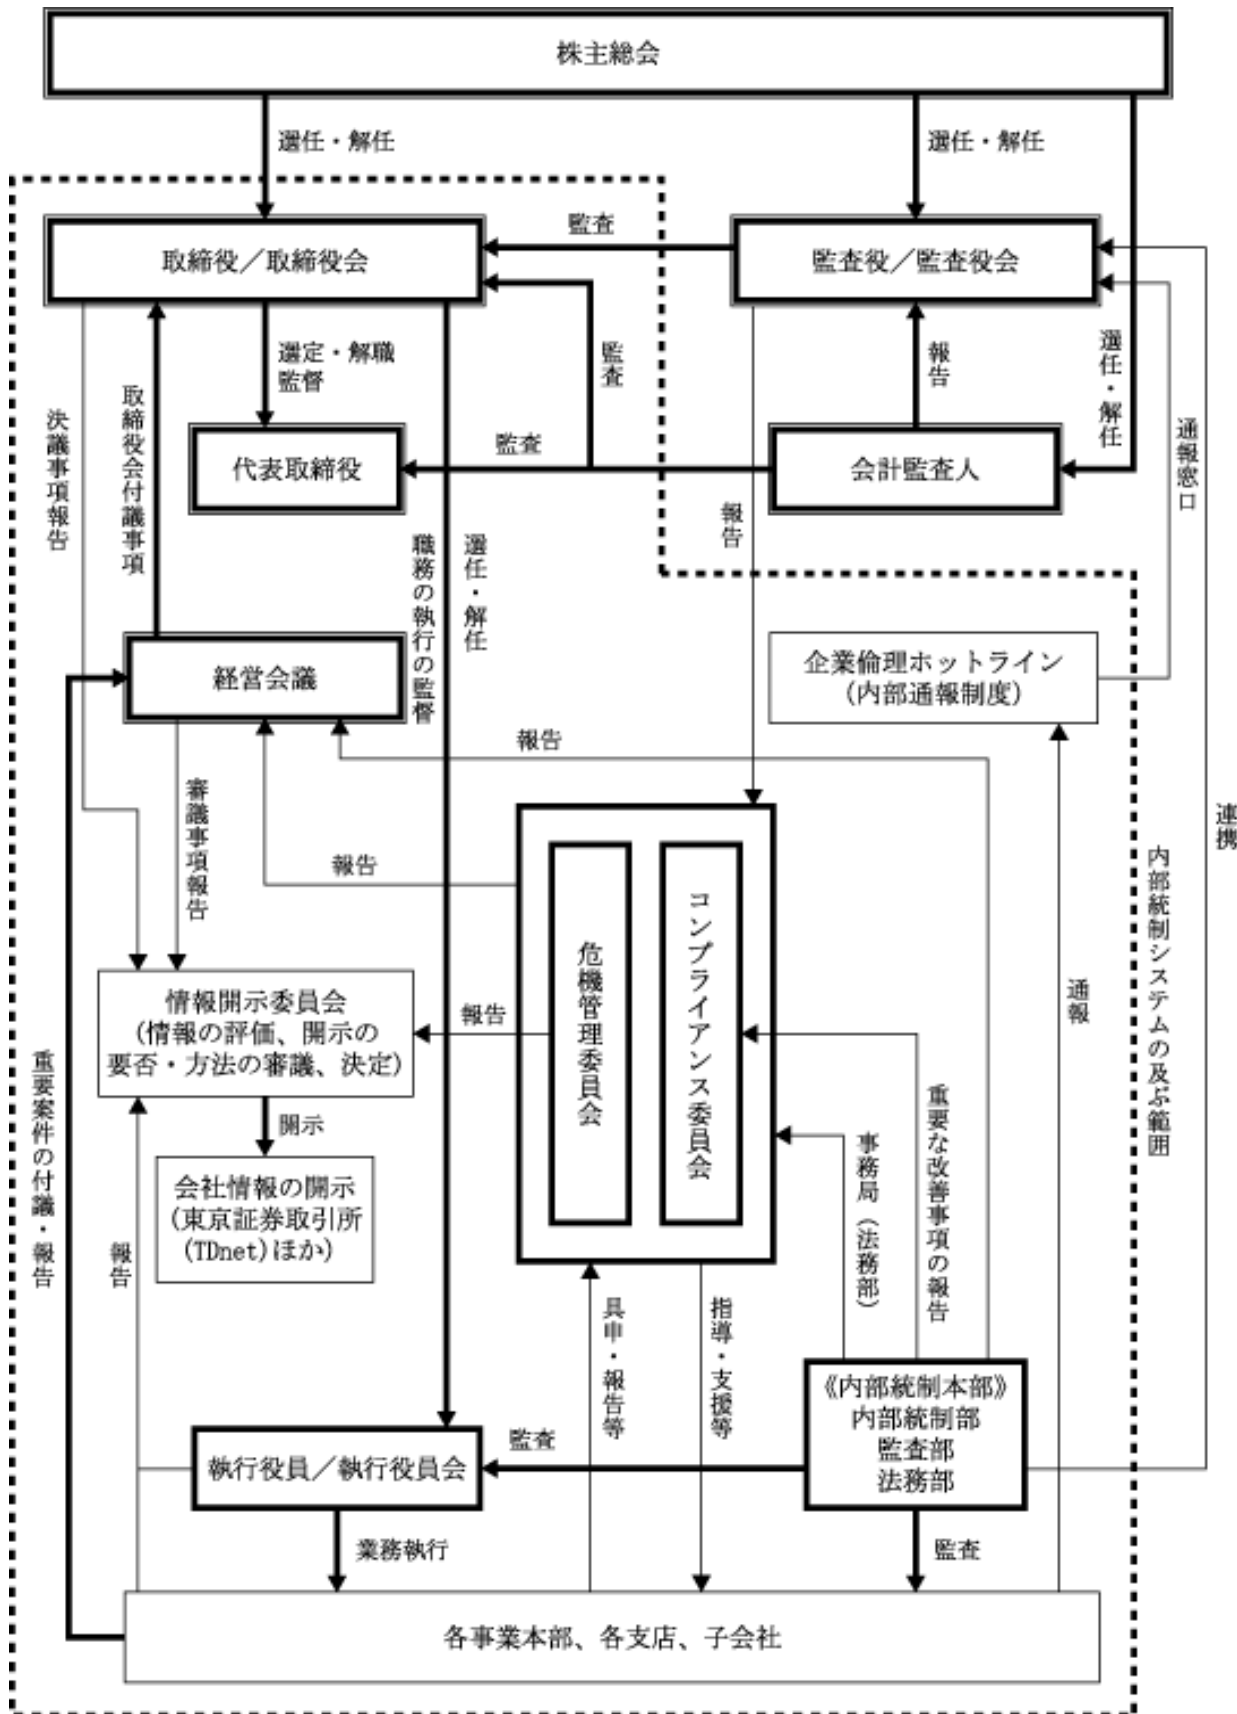 株主総会
選任・解任
選任・解任
監査
取締役／取締役会
監査役／監査役会
選定・解職
監督
監査
報告
選任・解任
通報窓口
決議事項報告
取締役会付議事項
監査
代表取締役
会計監査人
報告
職務の執行の監督
選任・解任
経営会議
企業倫理ホットライン
(内部通報制度)
報告
審議事項報告
報告
連携
内部統制システムの及ぶ範囲
危機管理委員会
コンプライアンス委員会
情報開示委員会
(情報の評価、開示の
要否・方法の審議、決定)
報告
通報
重要案件の付議・報告
開示
会社情報の開示
(東京証券取引所
(TDnet)ほか)
報告
事務局（法務部）
重要な改善事項の報告
具申・報告等
指導・支援等
《内部統制本部》
内部統制部
監査部
法務部
監査
執行役員／執行役員会
業務執行
監査
各事業本部、各支店、子会社